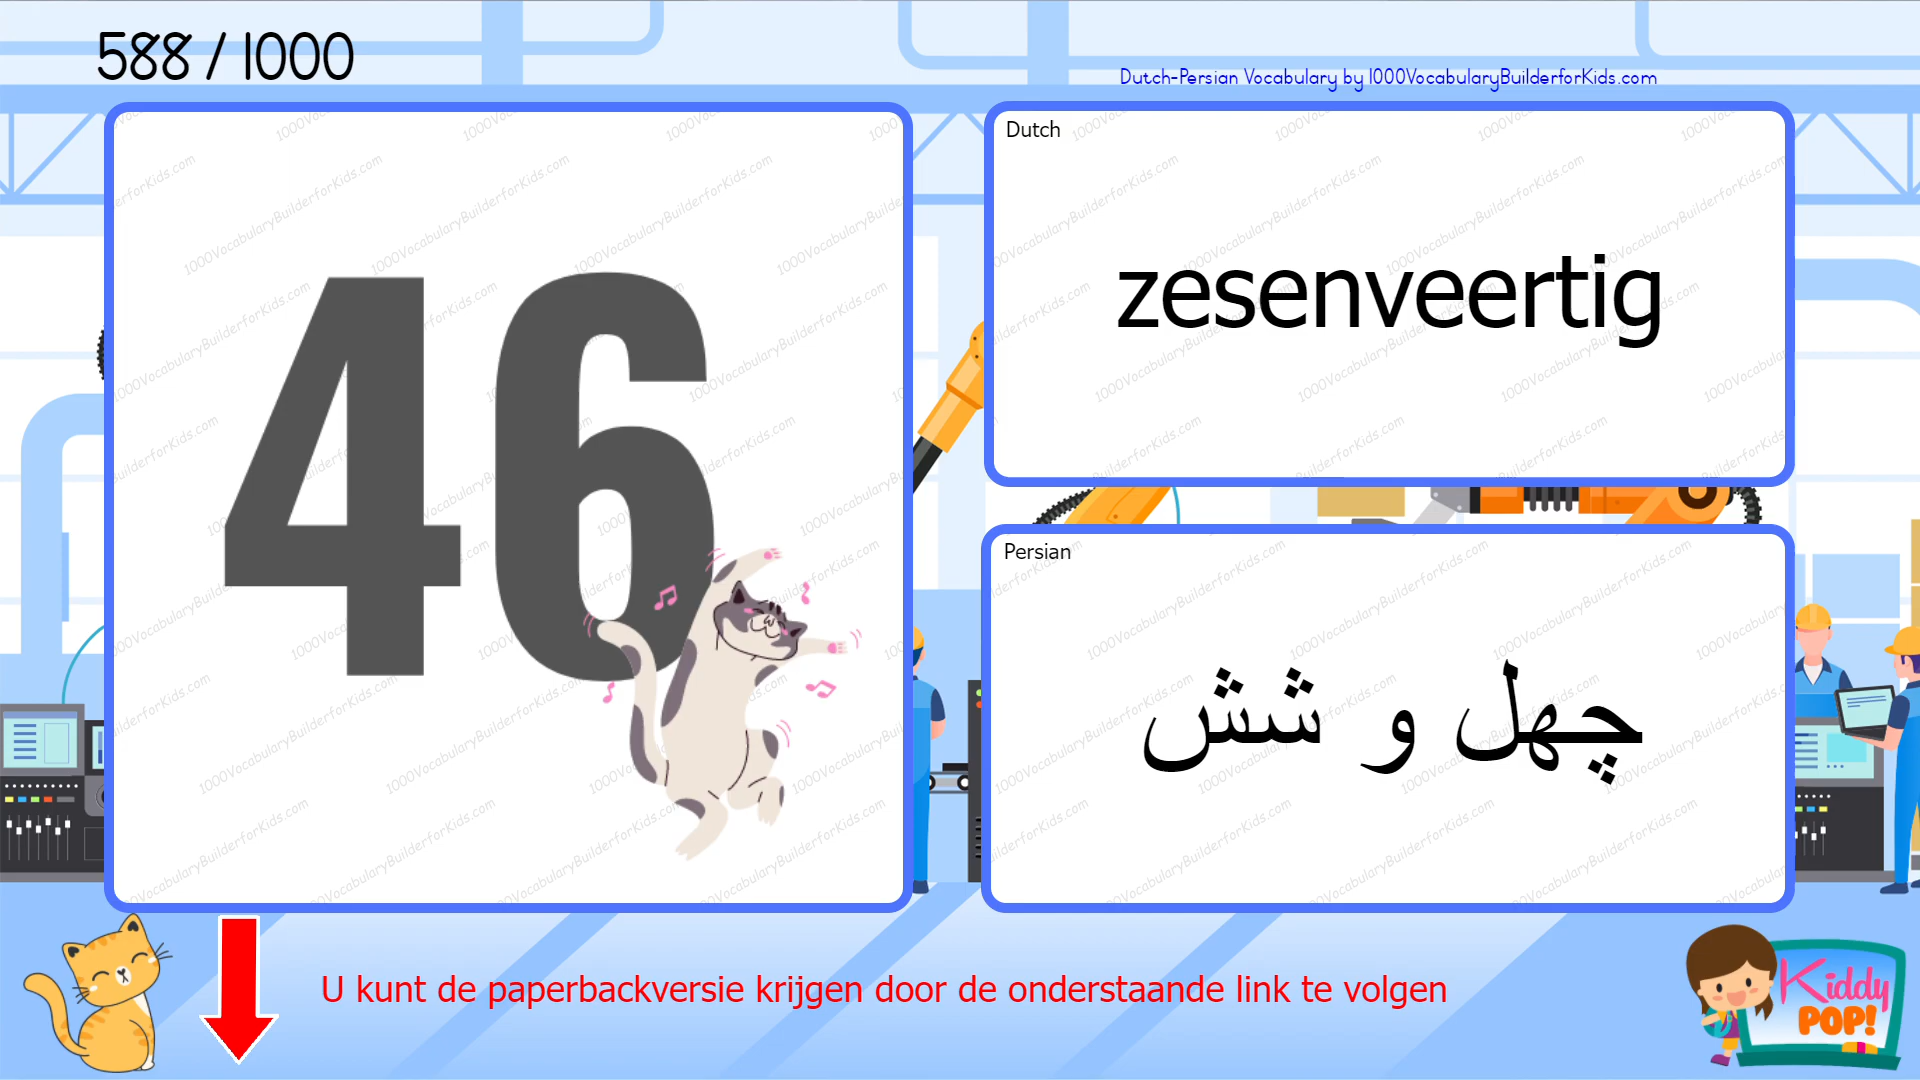 588 / 1000
Dutch-Persian Vocabulary by 1000VocabularyBuilderforKids.com
46
Dutch
zesenveertig
Persian
چهل و شش
U kunt de paperbackversie krijgen door de onderstaande link te volgen
Kiddy
POP!